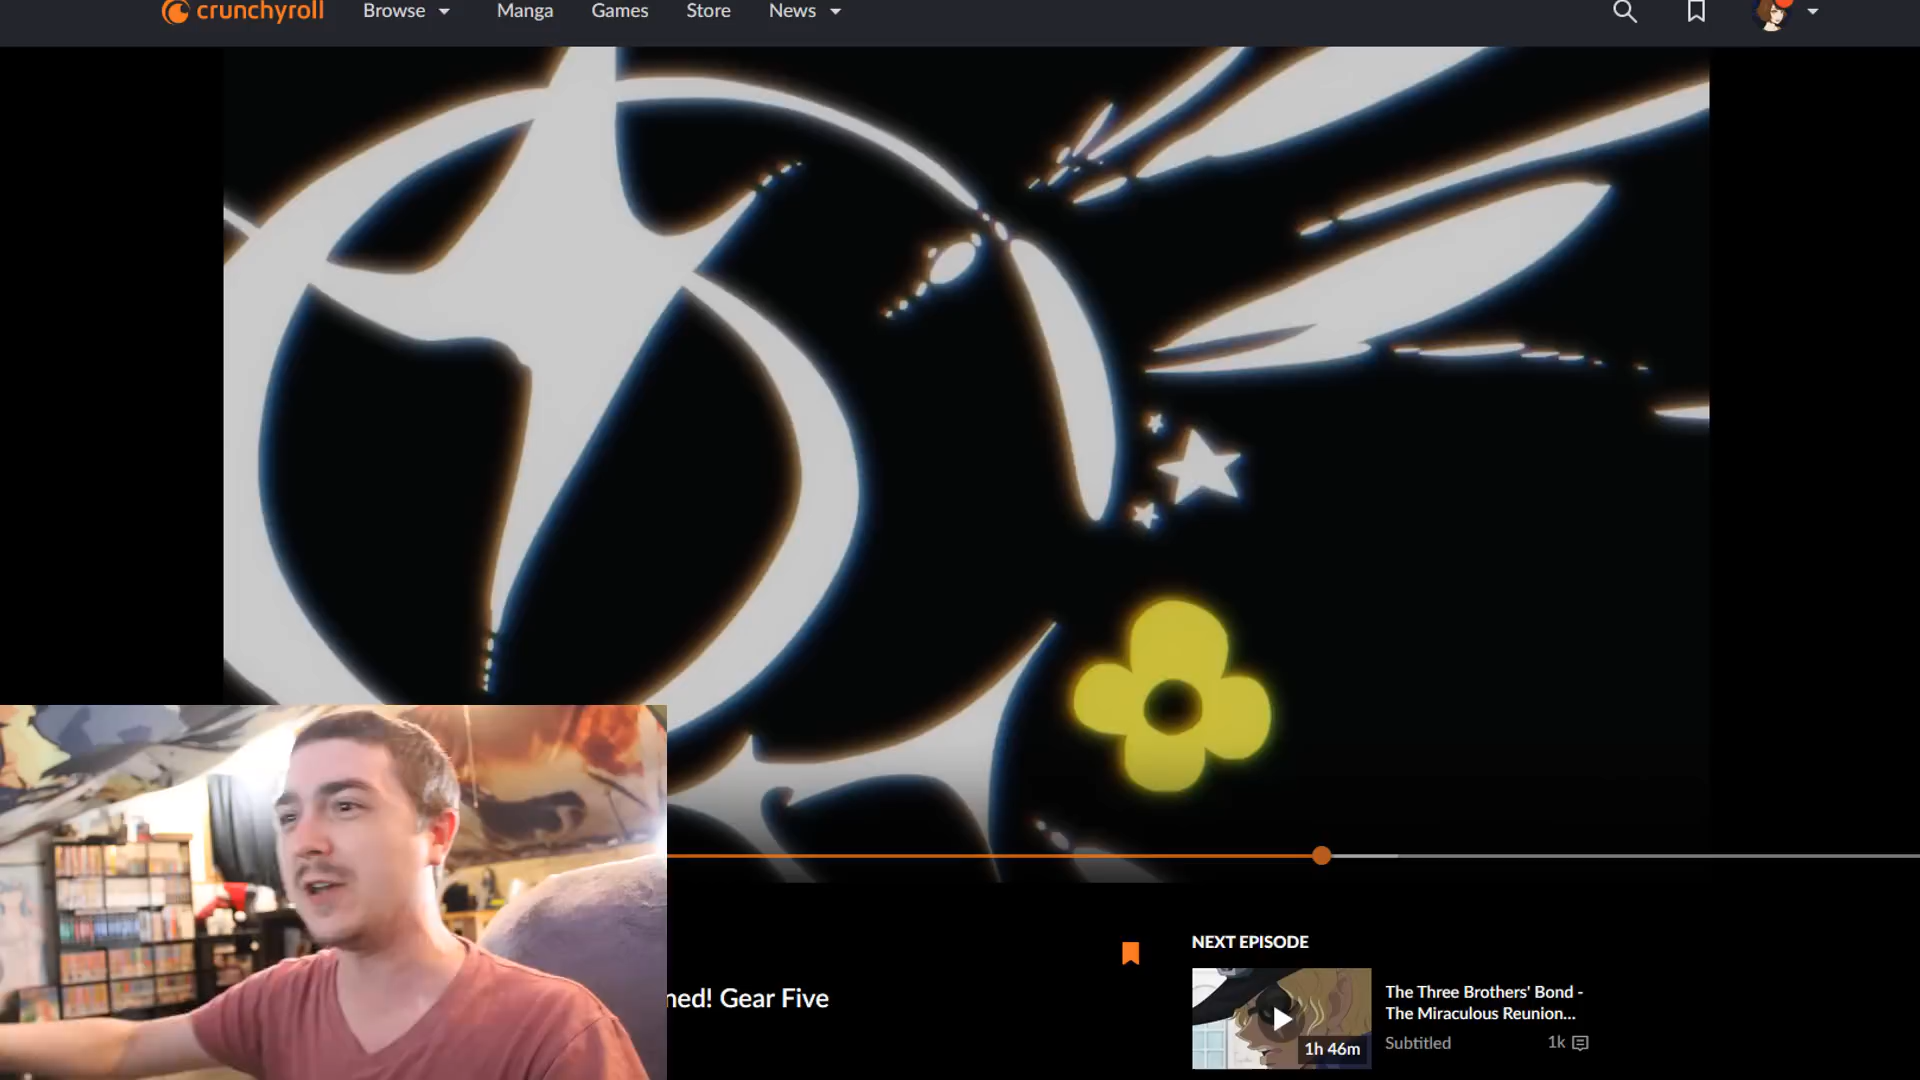 crunchyroll
Browse
Manga
Games
Store
News
ned! Gear Five
NEXT EPISODE
1h 46m
The Three Brothers' Bond -
The Miraculous Reunion...
Subtitled
1k